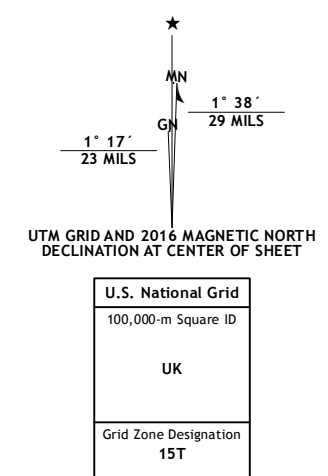 ★
MN
1° 38´
29 MILS
GN
1° 17´
23 MILS
UTM GRID AND 2016 MAGNETIC NORTH
DECLINATION AT CENTER OF SHEET
U.S. National Grid
100,000-m Square ID
UK
Grid Zone Designation
15T